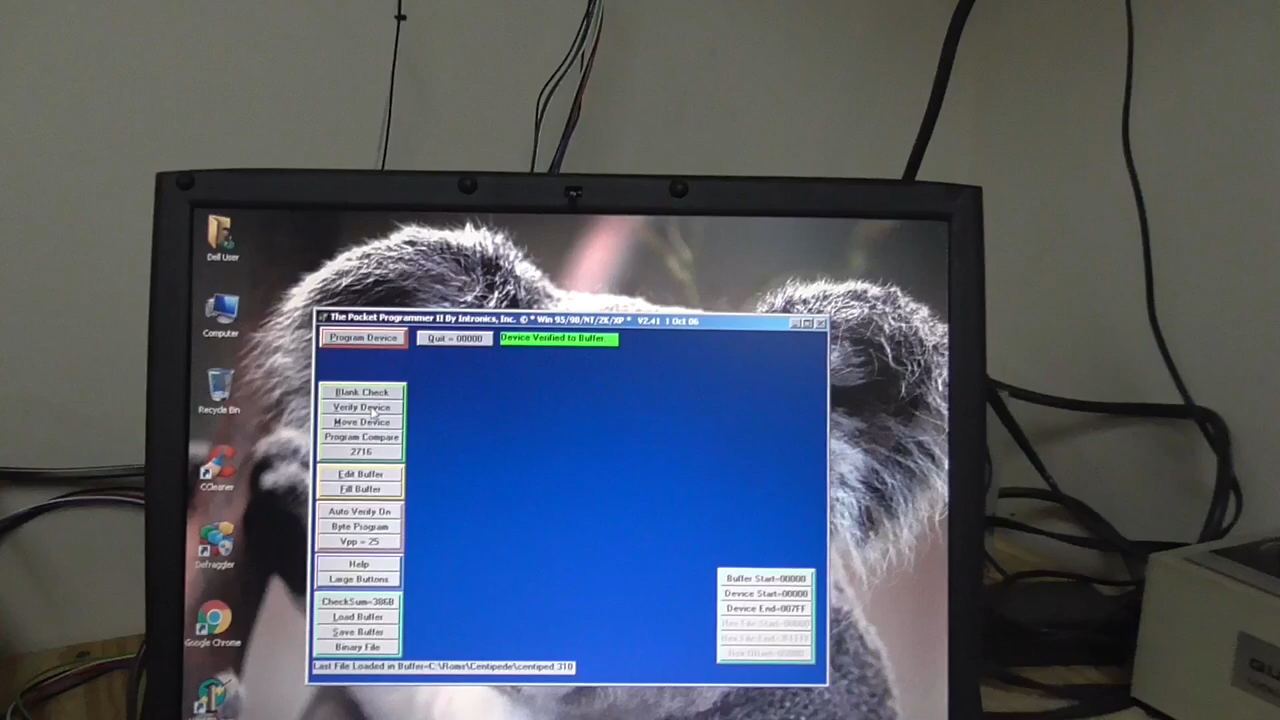 Dell User
Computer
Recycle Bin
CCleaner
Defraggler
Google Chrome
The Pocket Programmer II By Intronics, Inc. © * Win 95/98/NT/2K/XP * V2.41 1 Oct 06
Program Device
Quit = 00000
Device Verified to Buffer...
Blank Check
Verify Device
Move Device
Program Compare
2716
Edit Buffer
Fill Buffer
Auto Verify On
Byte Program
Vpp = 25
Help
Large Buttons
CheckSum=386B
Load Buffer
Save Buffer
Binary File
Buffer Start=00000
Device Start=00000
Device End=007FF
Hex File Start=00000
Last File Loaded in Buffer=C:\Roms\Centipede\centiped.310